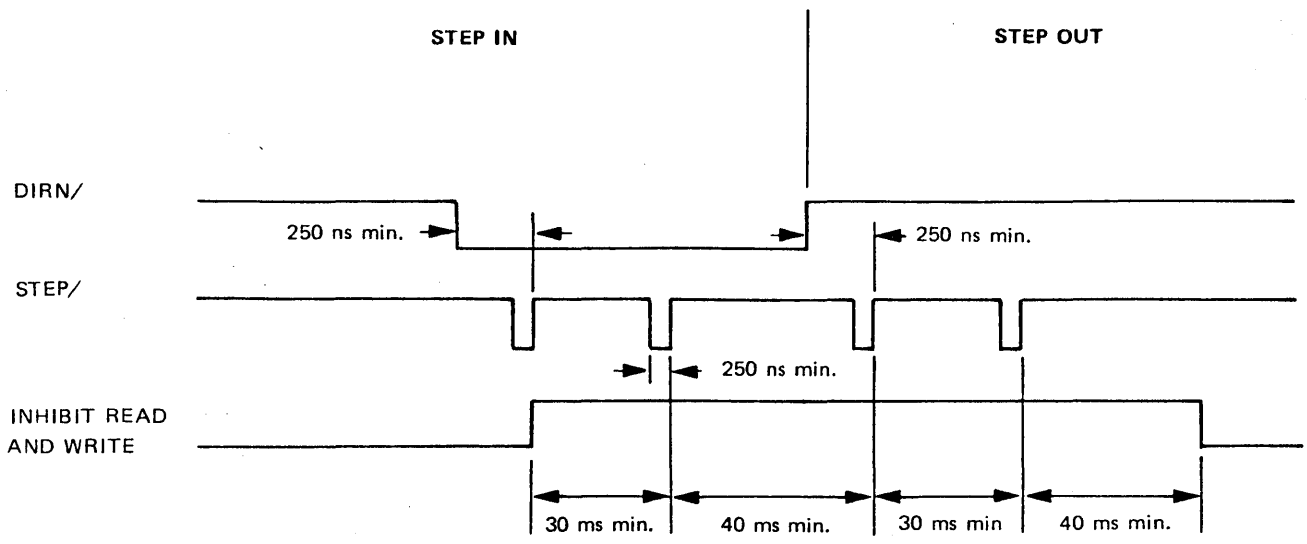 STEP IN
STEP OUT
DIRN/
250 ns min.
250 ns min.
STEP/
250 ns min.
INHIBIT READ
AND WRITE
30 ms min.
40 ms min.
30 ms min
40 ms min.